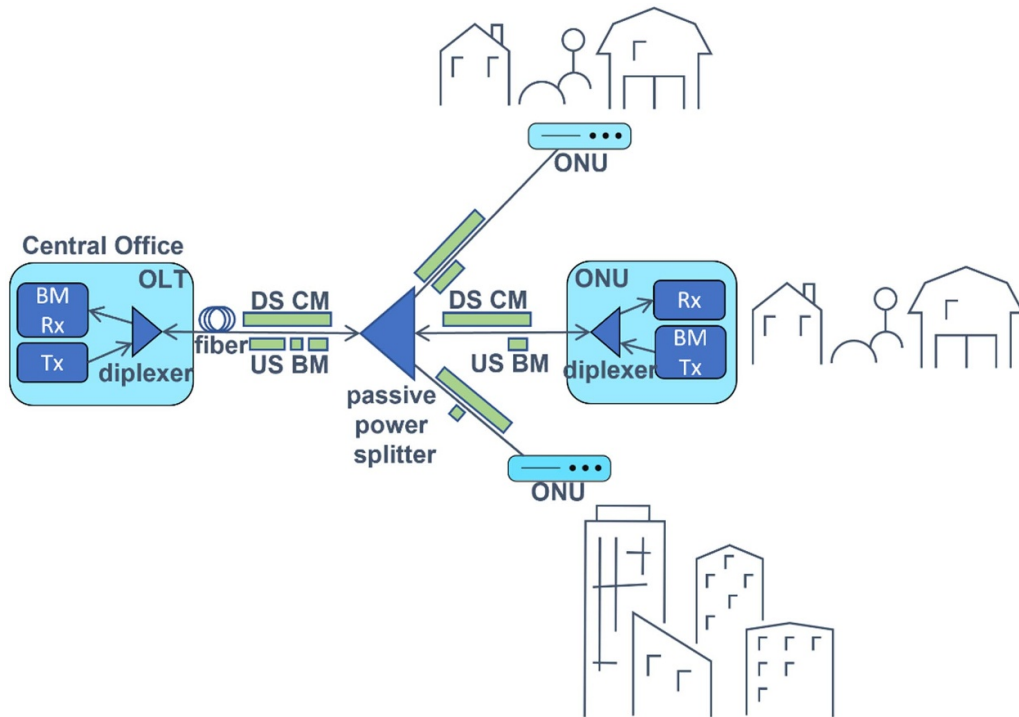 ONU
Central Office
OLT
BM
Rx
Tx
diplexer
fiber
DS CM
US BM
passive
power
splitter
DS CM
US BM
ONU
Rx
BM
Tx
diplexer
ONU